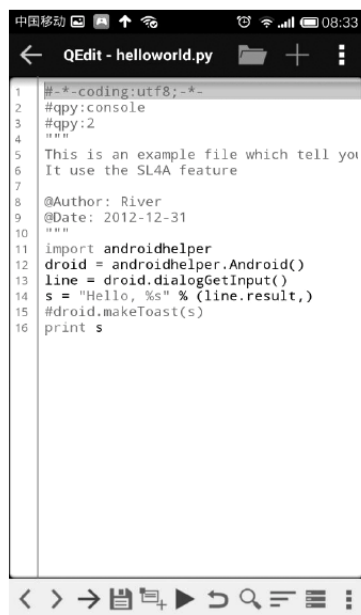 中国移动 08:33
QEdit - helloworld.py
1 #-*-coding:utf8;-*-
2 #qpy:console
3 #qpy:2
4 """
5 This is an example file which tell you
6 It use the SL4A feature
7
8 @Author: River
9 @Date: 2012-12-31
10 """
11 import androidhelper
12 droid = androidhelper.Android()
13 line = droid.dialogGetInput()
14 s = "Hello, %s" % (line.result,)
15 #droid.makeToast(s)
16 print s